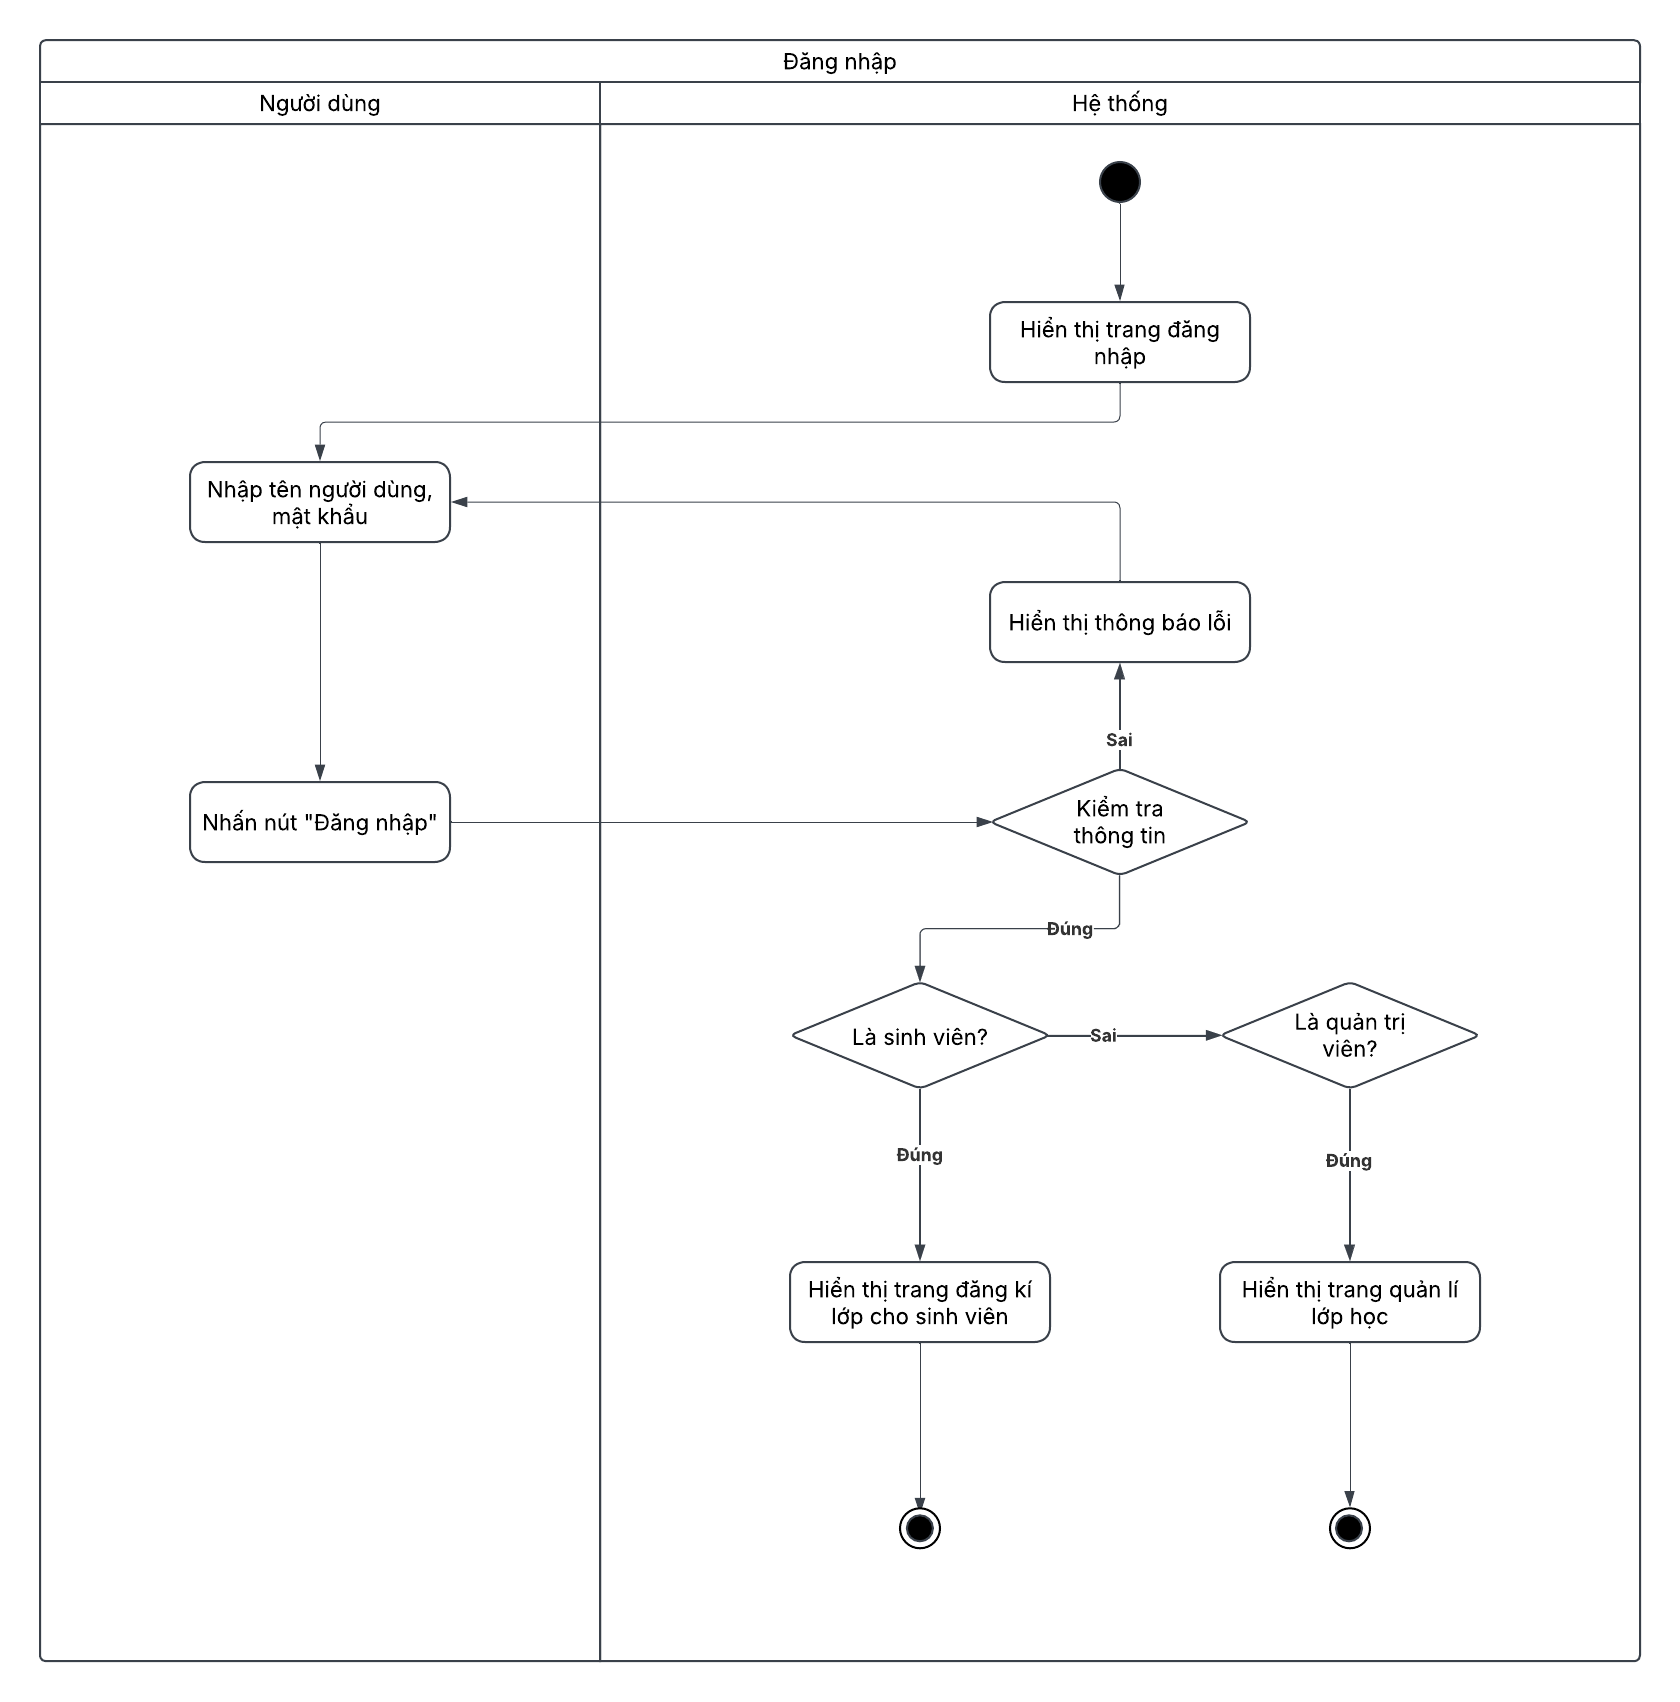 Đăng nhập
Người dùng
Hệ thống
Hiển thị trang đăng
nhập
Nhập tên người dùng,
mật khẩu
Hiển thị thông báo lỗi
Sai
Nhấn nút "Đăng nhập"
Kiểm tra
thông tin
Đúng
Là sinh viên?
Sai
Là quản trị
viên?
Đúng
Đúng
Hiển thị trang đăng kí
lớp cho sinh viên
Hiển thị trang quản lí
lớp học